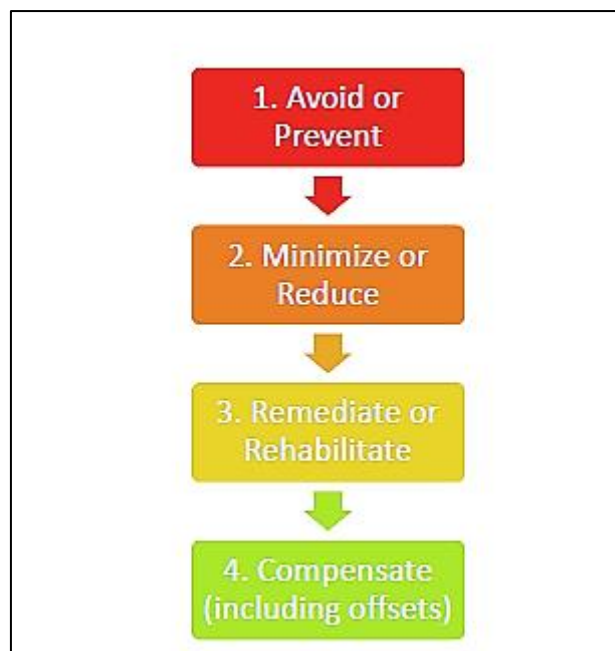 1. Avoid or
Prevent
2. Minimize or
Reduce
3. Remediate or
Rehabilitate
4. Compensate
(including offsets)